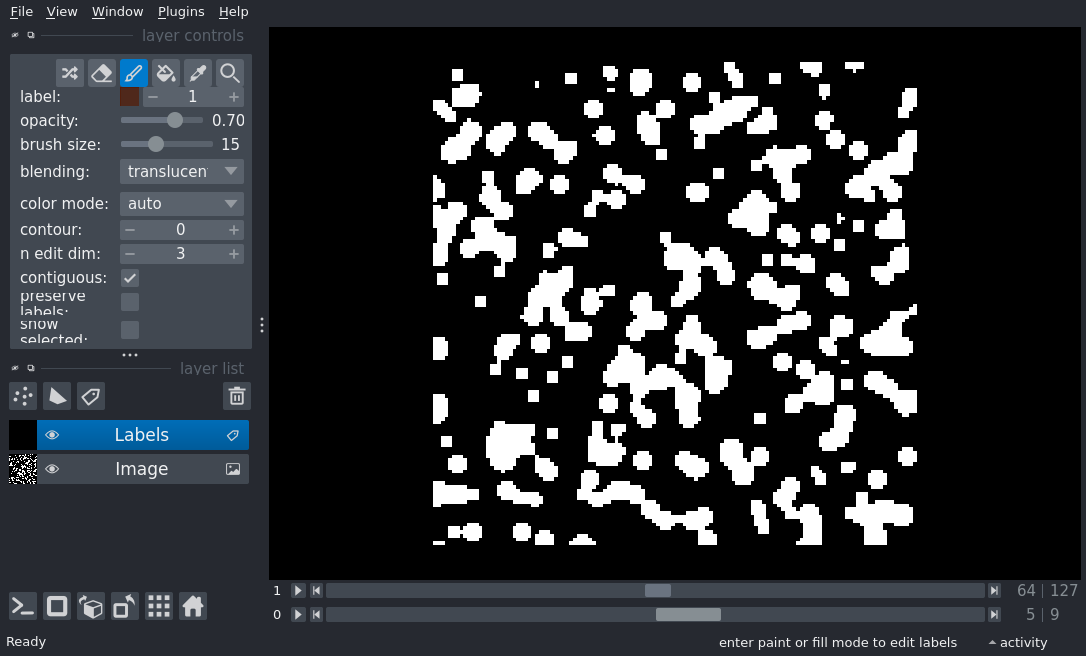 File View Window Plugins Help
layer controls
label: 1
opacity: 0.70
brush size: 15
blending: translucen
color mode: auto
contour: 0
n edit dim: 3
contiguous:
preserve
labels:
show
selected:
layer list
Labels
Image
1 64 127
0 5 9
Ready enter paint or fill mode to edit labels activity